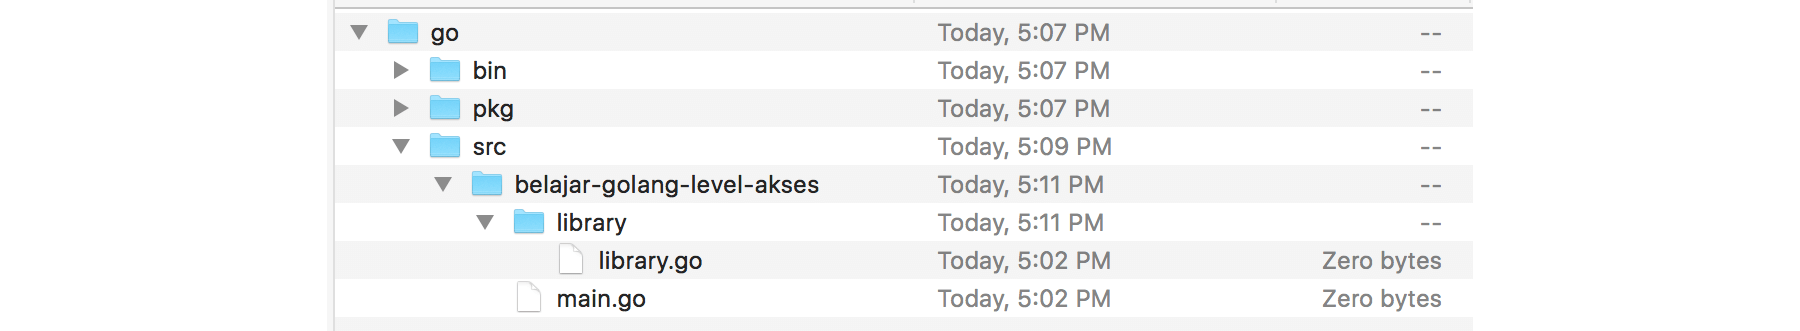 go Today, 5:07 PM --
bin Today, 5:07 PM --
pkg Today, 5:07 PM --
src Today, 5:09 PM --
belajar-golang-level-akses Today, 5:11 PM --
library Today, 5:11 PM --
library.go Today, 5:02 PM Zero bytes
main.go Today, 5:02 PM Zero bytes